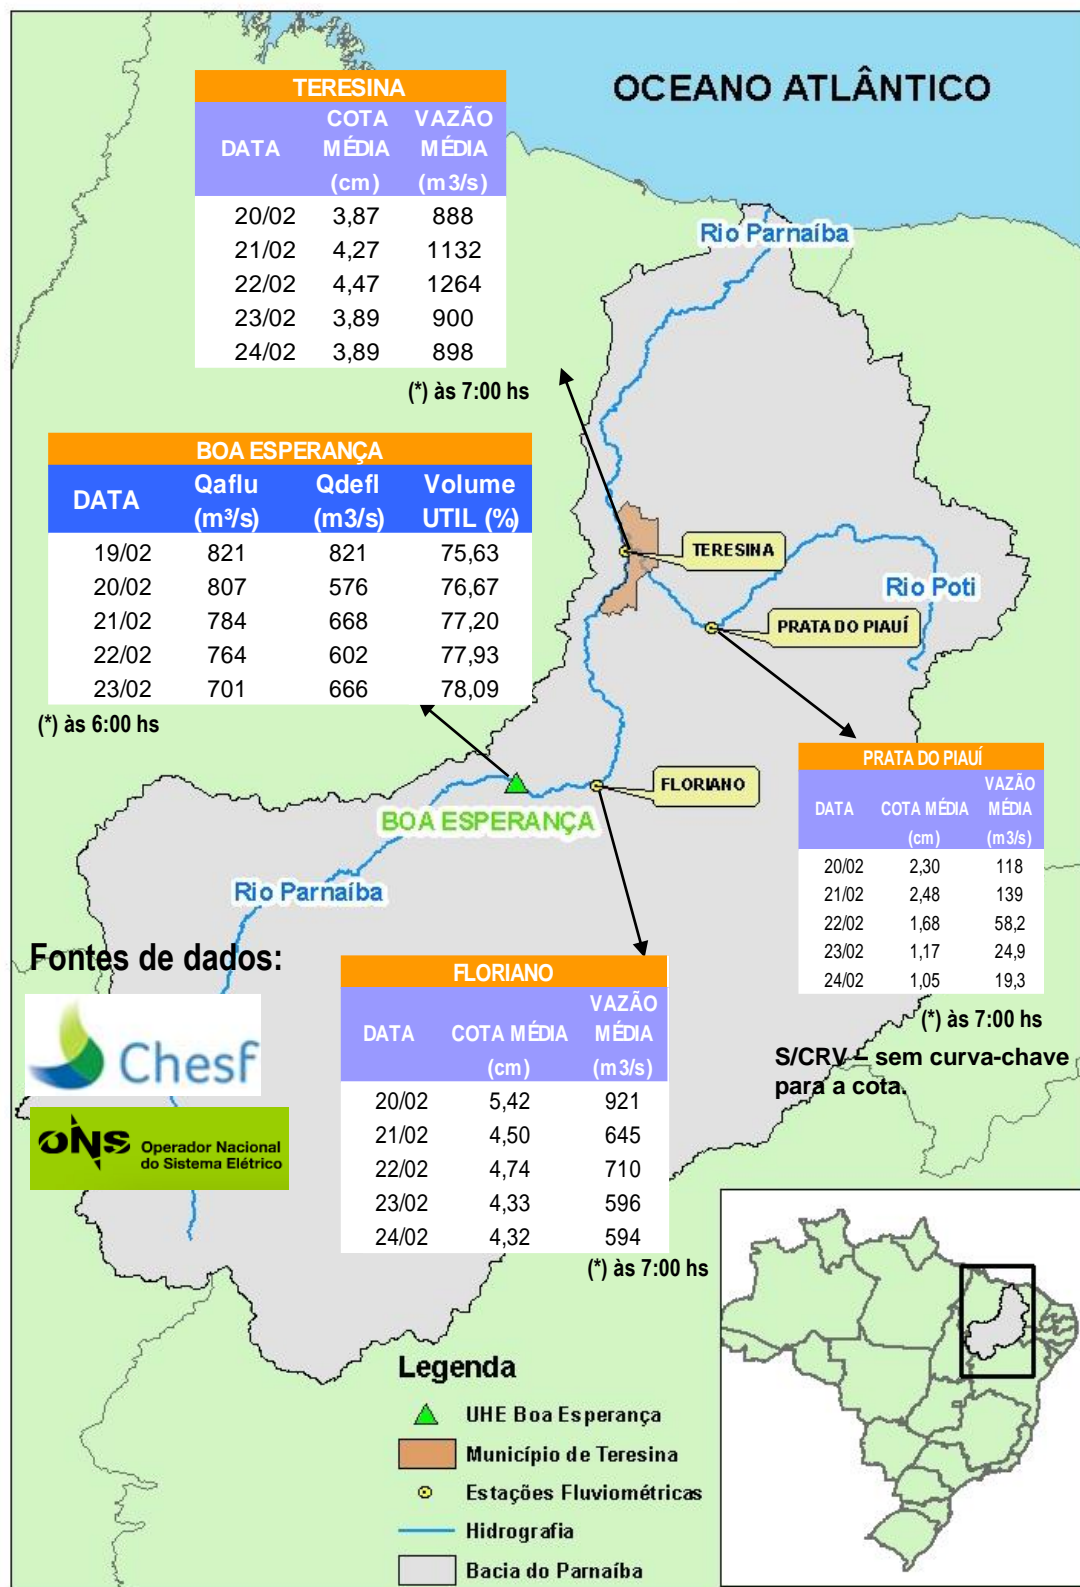 OCEANO ATLÂNTICO
TERESINA
DATA COTA MÉDIA (cm) VAZÃO MÉDIA (m3/s)
20/02 3,87 888
21/02 4,27 1132
22/02 4,47 1264
23/02 3,89 900
24/02 3,89 898
(*) às 7:00 hs
Rio Parnaíba
BOA ESPERANÇA
DATA Qaflu (m³/s) Qdefl (m3/s) Volume UTIL (%)
19/02 821 821 75,63
20/02 807 576 76,67
21/02 784 668 77,20
22/02 764 602 77,93
23/02 701 666 78,09
(*) às 6:00 hs
TERESINA
Rio Poti
PRATA DO PIAUÍ
FLORIANO
BOA ESPERANÇA
Rio Parnaíba
PRATA DO PIAUÍ
DATA COTA MÉDIA (cm) VAZÃO MÉDIA (m3/s)
20/02 2,30 118
21/02 2,48 139
22/02 1,68 58,2
23/02 1,17 24,9
24/02 1,05 19,3
(*) às 7:00 hs
S/CRV – sem curva-chave
para a cota.
Fontes de dados:
Chesf
ONS Operador Nacional
do Sistema Elétrico
FLORIANO
DATA COTA MÉDIA (cm) VAZÃO MÉDIA (m3/s)
20/02 5,42 921
21/02 4,50 645
22/02 4,74 710
23/02 4,33 596
24/02 4,32 594
(*) às 7:00 hs
Legenda
UHE Boa Esperança
Município de Teresina
Estações Fluviométricas
Hidrografia
Bacia do Parnaíba